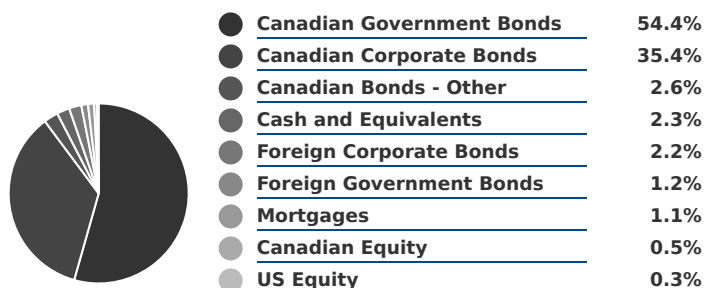 Canadian Government Bonds 54.4%
Canadian Corporate Bonds 35.4%
Canadian Bonds - Other 2.6%
Cash and Equivalents 2.3%
Foreign Corporate Bonds 2.2%
Foreign Government Bonds 1.2%
Mortgages 1.1%
Canadian Equity 0.5%
US Equity 0.3%